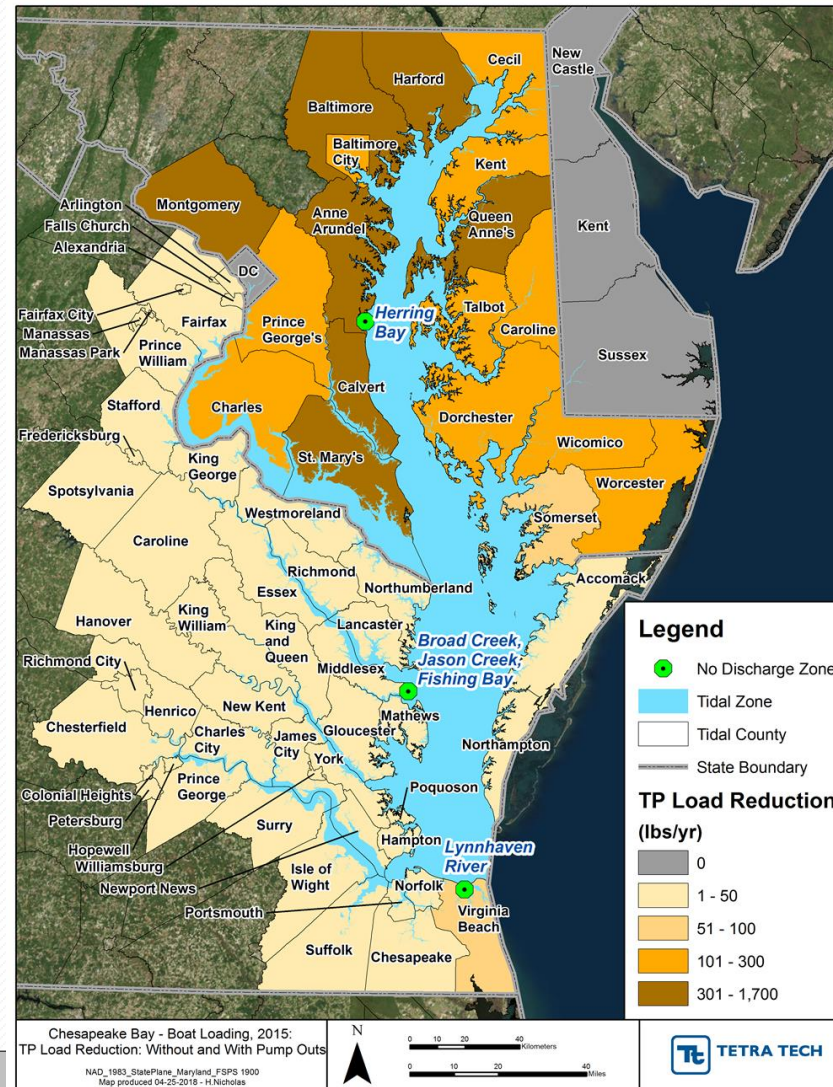 Cecil
New
Castle
Harford
Baltimore
Baltimore
City
Kent
Arlington
Falls Church
Alexandria
Montgomery
Anne
Arundel
Queen
Anne's
Kent
DC
Fairfax City
Manassas
Manassas Park
Fairfax
Prince
William
Prince
George's
Herring
Bay
Talbot
Caroline
Sussex
Stafford
Fredericksburg
Charles
Calvert
Dorchester
Wicomico
King
George
St. Mary's
Worcester
Spotsylvania
Westmoreland
Somerset
Caroline
Richmond
Northumberland
Accomack
Essex
Hanover
King
William
King
and
Queen
Lancaster
Broad Creek,
Jason Creek,
Fishing Bay
Richmond City
Middlesex
Henrico
New Kent
Mathews
Chesterfield
Charles
City
James
City
Gloucester
York
Northampton
Colonial Heights
Petersburg
Prince
George
Poquoson
Hopewell
Williamsburg
Surry
Hampton
Lynnhaven
River
Newport News
Isle of
Wight
Norfolk
Portsmouth
Virginia
Beach
Suffolk
Chesapeake
Legend
No Discharge Zone
Tidal Zone
Tidal County
State Boundary
TP Load Reduction
(lbs/yr)
0
1 - 50
51 - 100
101 - 300
301 - 1,700
Chesapeake Bay - Boat Loading, 2015:
TP Load Reduction: Without and With Pump Outs
NAD_1983_StatePlane_Maryland_FSPS 1900
Map produced 04-25-2018 - H.Nicholas
N
0 10 20 40
Kilometers
0 10 20 40
Miles
Tt TETRA TECH